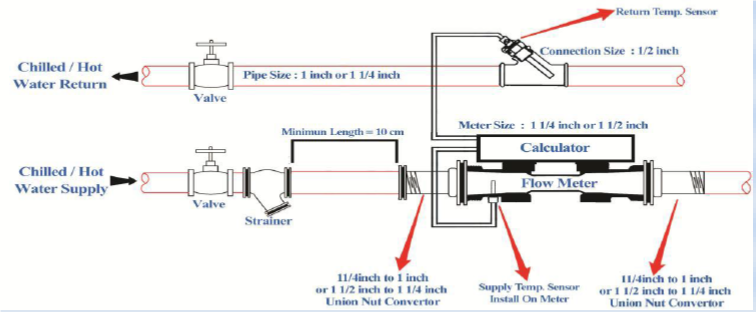 Return Temp. Sensor
Connection Size : 1/2 inch
Chilled / Hot
Water Return
Pipe Size : 1 inch or 1 1/4 inch
Valve
Meter Size : 1 1/4 inch or 1 1/2 inch
Minimun Length = 10 cm
Calculator
Chilled / Hot
Water Supply
Flow Meter
Valve
Strainer
11/4inch to 1 inch
or 1 1/2 inch to 1 1/4 inch
Union Nut Convertor
Supply Temp. Sensor
Install On Meter
11/4inch to 1 inch
or 1 1/2 inch to 1 1/4 inch
Union Nut Convertor